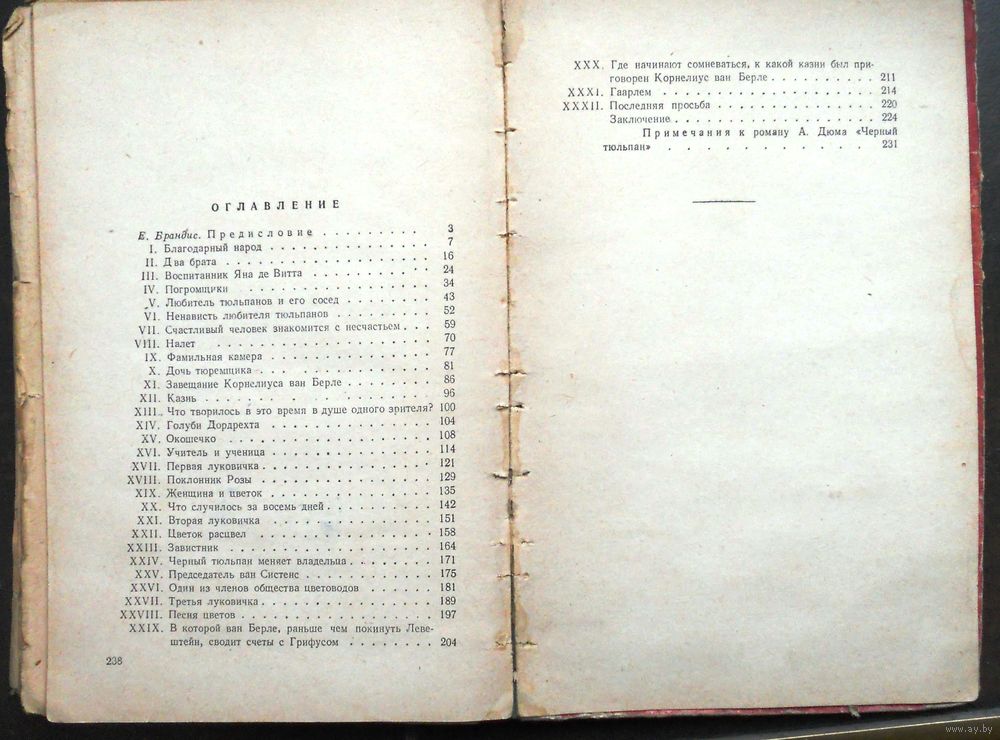 ОГЛАВЛЕНИЕ
Е. Брандис. Предисловие . . . . . . . . . 3
I. Благодарный народ . . . . . . . . . . . . 7
II. Два брата . . . . . . . . . . . . . . . 16
III. Воспитанник Яна де Витта . . . . . . . . . 24
IV. Погромщики . . . . . . . . . . . . . . 34
V. Любитель тюльпанов и его сосед . . . . . . . 43
VI. Ненависть любителя тюльпанов . . . . . . . . 52
VII. Счастливый человек знакомится с несчастьем . . . 59
VIII. Налет . . . . . . . . . . . . . . . . 70
IX. Фамильная камера . . . . . . . . . . . . 77
X. Дочь тюремщика . . . . . . . . . . . . . 81
XI. Завещание Корнелиуса ван Берле . . . . . . . 86
XII. Казнь . . . . . . . . . . . . . . . . 96
XIII. Что творилось в это время в душе одного зрителя? 100
XIV. Голуби Дордрехта . . . . . . . . . . . . 104
XV. Окошечко . . . . . . . . . . . . . . . 108
XVI. Учитель и ученица . . . . . . . . . . . . 114
XVII. Первая луковичка . . . . . . . . . . . . . 121
XVIII. Поклонник Розы . . . . . . . . . . . . . 129
XIX. Женщина и цветок . . . . . . . . . . . . 135
XX. Что случилось за восемь дней . . . . . . . . 142
XXI. Вторая луковичка . . . . . . . . . . . . 151
XXII. Цветок расцвел . . . . . . . . . . . . . 158
XXIII. Завистник . . . . . . . . . . . . . . . 164
XXIV. Черный тюльпан меняет владельца . . . . . . . 171
XXV. Председатель ван Систенс . . . . . . . . . . 175
XXVI. Один из членов общества цветоводов . . . . . 181
XXVII. Третья луковичка . . . . . . . . . . . . . 189
XXVIII. Песня цветов . . . . . . . . . . . . . . 197
XXIX. В которой ван Берле, раньше чем покинуть Леве-
штейн, сводит счеты с Грифусом . . . . . . . 204
238
XXX. Где начинают сомневаться, к какой казни был при-
говорен Корнелиус ван Берле . . . . . . . . . 211
XXXI. Гаарлем . . . . . . . . . . . . . . . . 214
XXXII. Последняя просьба . . . . . . . . . . . . 220
Заключение . . . . . . . . . . . . . . . 224
Примечания к роману А. Дюма «Черный
тюльпан» . . . . . . . . . . . 231
www.ay.by